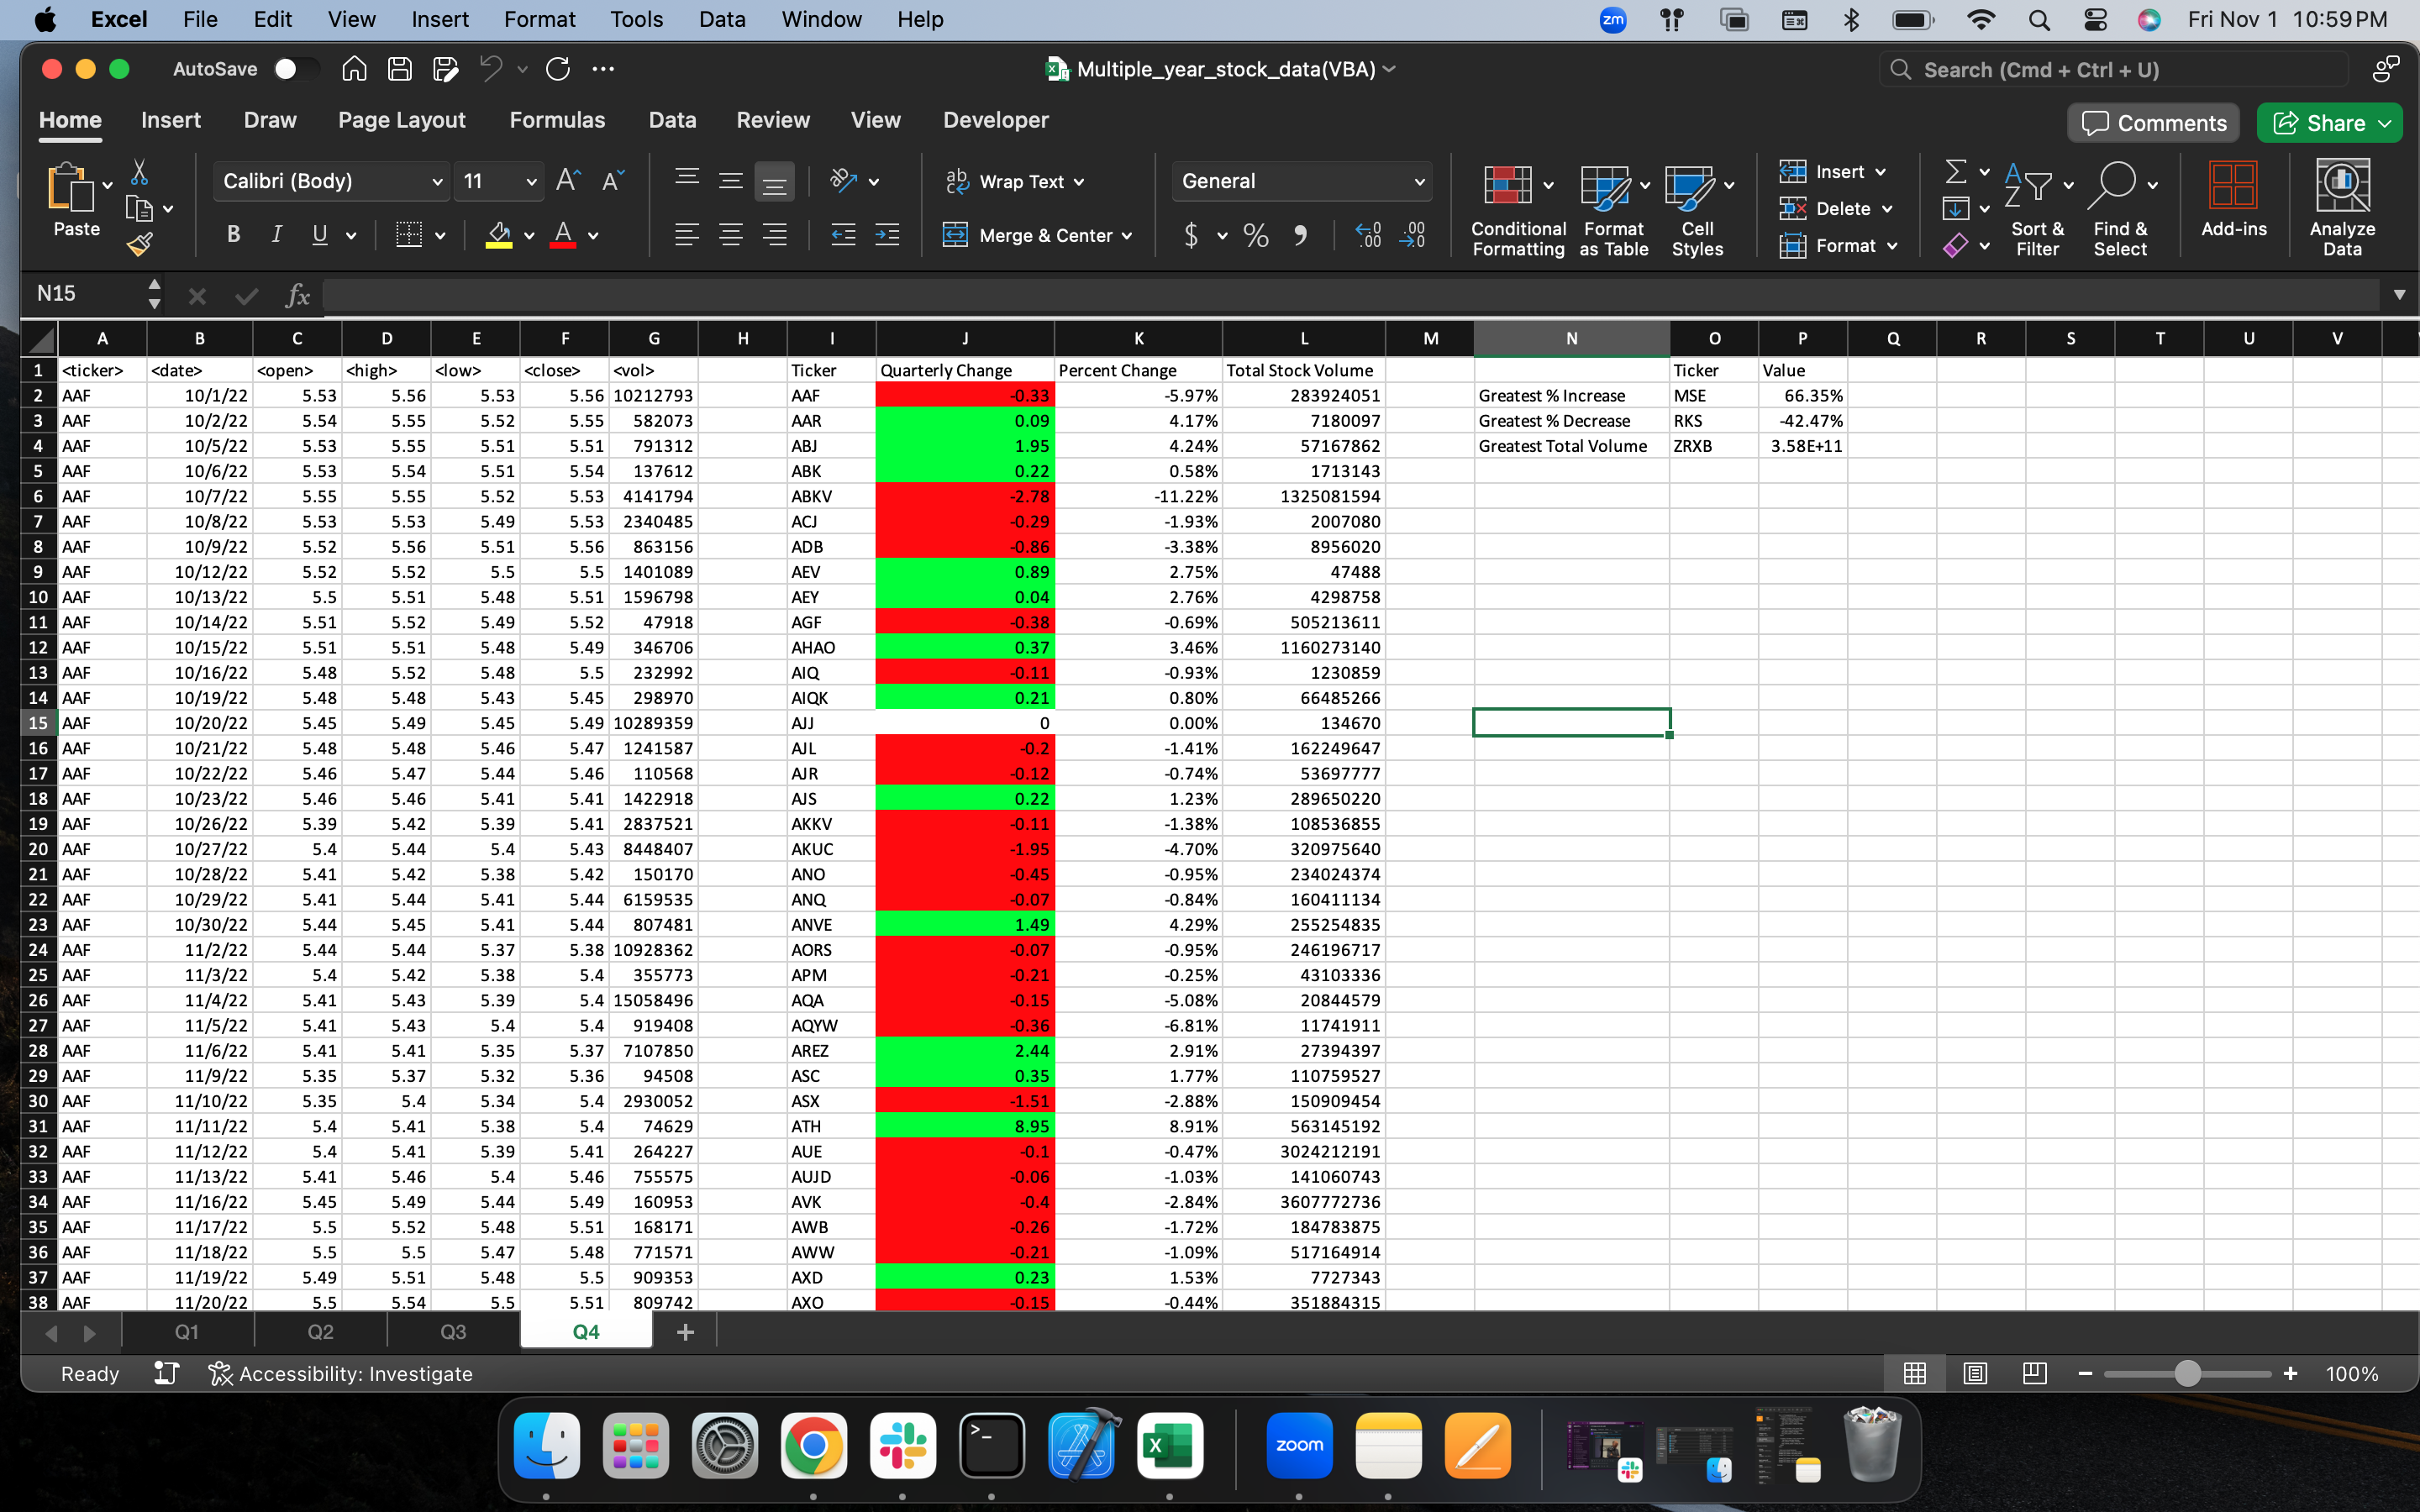 Excel File Edit View Insert Format Tools Data Window Help zm Fri Nov 1 10:59 PM
AutoSave Multiple_year_stock_data(VBA) Search (Cmd + Ctrl + U)
Home Insert Draw Page Layout Formulas Data Review View Developer Comments Share
Paste Calibri (Body) 11 Wrap Text General Insert
B I U Merge & Center $ % Conditional Formatting Format as Table Cell Styles Delete Format Sort & Filter Find & Select Add-ins Analyze Data
N15 fx
A B C D E F G H I J K L M N O P Q R S T U V
1 <ticker> <date> <open> <high> <low> <close> <vol> Ticker Quarterly Change Percent Change Total Stock Volume Ticker Value
2 AAF 10/1/22 5.53 5.56 5.53 5.56 10212793 AAF -0.33 -5.97% 283924051 Greatest % Increase MSE 66.35%
3 AAF 10/2/22 5.54 5.55 5.52 5.55 582073 AAR 0.09 4.17% 7180097 Greatest % Decrease RKS -42.47%
4 AAF 10/5/22 5.53 5.55 5.51 5.51 791312 ABJ 1.95 4.24% 57167862 Greatest Total Volume ZRXB 3.58E+11
5 AAF 10/6/22 5.53 5.54 5.51 5.54 137612 ABK 0.22 0.58% 1713143
6 AAF 10/7/22 5.55 5.55 5.52 5.53 4141794 ABKV -2.78 -11.22% 1325081594
7 AAF 10/8/22 5.53 5.53 5.49 5.53 2340485 ACJ -0.29 -1.93% 2007080
8 AAF 10/9/22 5.52 5.56 5.51 5.56 863156 ADB -0.86 -3.38% 8956020
9 AAF 10/12/22 5.52 5.52 5.5 5.5 1401089 AEV 0.89 2.75% 47488
10 AAF 10/13/22 5.5 5.51 5.48 5.51 1596798 AEY 0.04 2.76% 4298758
11 AAF 10/14/22 5.51 5.52 5.49 5.52 47918 AGF -0.38 -0.69% 505213611
12 AAF 10/15/22 5.51 5.51 5.48 5.49 346706 AHAO 0.37 3.46% 1160273140
13 AAF 10/16/22 5.48 5.52 5.48 5.5 232992 AIQ -0.11 -0.93% 1230859
14 AAF 10/19/22 5.48 5.48 5.43 5.45 298970 AIQK 0.21 0.80% 66485266
15 AAF 10/20/22 5.45 5.49 5.45 5.49 10289359 AJJ 0 0.00% 134670
16 AAF 10/21/22 5.48 5.48 5.46 5.47 1241587 AJL -0.2 -1.41% 162249647
17 AAF 10/22/22 5.46 5.47 5.44 5.46 110568 AJR -0.12 -0.74% 53697777
18 AAF 10/23/22 5.46 5.46 5.41 5.41 1422918 AJS 0.22 1.23% 289650220
19 AAF 10/26/22 5.39 5.42 5.39 5.41 2837521 AKKV -0.11 -1.38% 108536855
20 AAF 10/27/22 5.4 5.44 5.4 5.43 8448407 AKUC -1.95 -4.70% 320975640
21 AAF 10/28/22 5.41 5.42 5.38 5.42 150170 ANO -0.45 -0.95% 234024374
22 AAF 10/29/22 5.41 5.44 5.41 5.44 6159535 ANQ -0.07 -0.84% 160411134
23 AAF 10/30/22 5.44 5.45 5.41 5.44 807481 ANVE 1.49 4.29% 255254835
24 AAF 11/2/22 5.44 5.44 5.37 5.38 10928362 AORS -0.07 -0.95% 246196717
25 AAF 11/3/22 5.4 5.42 5.38 5.4 355773 APM -0.21 -0.25% 43103336
26 AAF 11/4/22 5.41 5.43 5.39 5.4 15058496 AQA -0.15 -5.08% 20844579
27 AAF 11/5/22 5.41 5.43 5.4 5.4 919408 AQYW -0.36 -6.81% 11741911
28 AAF 11/6/22 5.41 5.41 5.35 5.37 7107850 AREZ 2.44 2.91% 27394397
29 AAF 11/9/22 5.35 5.37 5.32 5.36 94508 ASC 0.35 1.77% 110759527
30 AAF 11/10/22 5.35 5.4 5.34 5.4 2930052 ASX -1.51 -2.88% 150909454
31 AAF 11/11/22 5.4 5.41 5.38 5.4 74629 ATH 8.95 8.91% 563145192
32 AAF 11/12/22 5.4 5.41 5.39 5.41 264227 AUE -0.1 -0.47% 3024212191
33 AAF 11/13/22 5.41 5.46 5.4 5.46 755575 AUJD -0.06 -1.03% 141060743
34 AAF 11/16/22 5.45 5.49 5.44 5.49 160953 AVK -0.4 -2.84% 3607772736
35 AAF 11/17/22 5.5 5.52 5.48 5.51 168171 AWB -0.26 -1.72% 184783875
36 AAF 11/18/22 5.5 5.5 5.47 5.48 771571 AWW -0.21 -1.09% 517164914
37 AAF 11/19/22 5.49 5.51 5.48 5.5 909353 AXD 0.23 1.53% 7727343
38 AAF 11/20/22 5.5 5.54 5.5 5.51 809742 AXO -0.15 -0.44% 351884315
Q1 Q2 Q3 Q4 +
Ready Accessibility: Investigate 100%
zoom